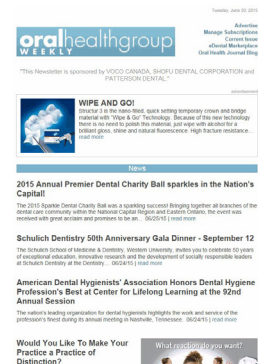 Tuesday, June 30, 2015
Advertise
Manage Subscriptions
Current Issue
eDental Marketplace
Oral Health Journal Blog
oralhealthgroup
WEEKLY
"This Newsletter is sponsored by VOCO CANADA, SHOFU DENTAL CORPORATION and
PATTERSON DENTAL."
advertisement
WIPE AND GO!
Structur 3 is the nano-filled, quick setting temporary crown and bridge
material with "Wipe & Go" Technology. Because of this new technology
there is no need to polish this material, just wipe with alcohol for a
brilliant gloss, shine and natural fluorescence. High fracture resistance...
read more
News
2015 Annual Premier Dental Charity Ball sparkles in the Nation's
Capital!
The 2015 Sparkle Dental Charity Ball was a sparkling success! Bringing together all branches of the
dental care community within the National Capital Region and Eastern Ontario, the event was
received with great acclaim and promises to be an... 06/25/15 | read more
Schulich Dentistry 50th Anniversary Gala Dinner - September 12
The Schulich School of Medicine & Dentistry, Western University, invites you to celebrate 50 years
of exceptional education, innovative research and the development of socially responsible leaders
at Schulich Dentistry at the Dentistry... 06/24/15 | read more
American Dental Hygienists' Association Honors Dental Hygiene
Profession's Best at Center for Lifelong Learning at the 92nd
Annual Session
The nation's leading organization for dental hygienists highlights the work and service of the
profession's finest during its annual meeting in Nashville, Tennessee. 06/24/15 | read more
Would You Like To Make Your
Practice a Practice of
Distinction?
What reaction do you want?